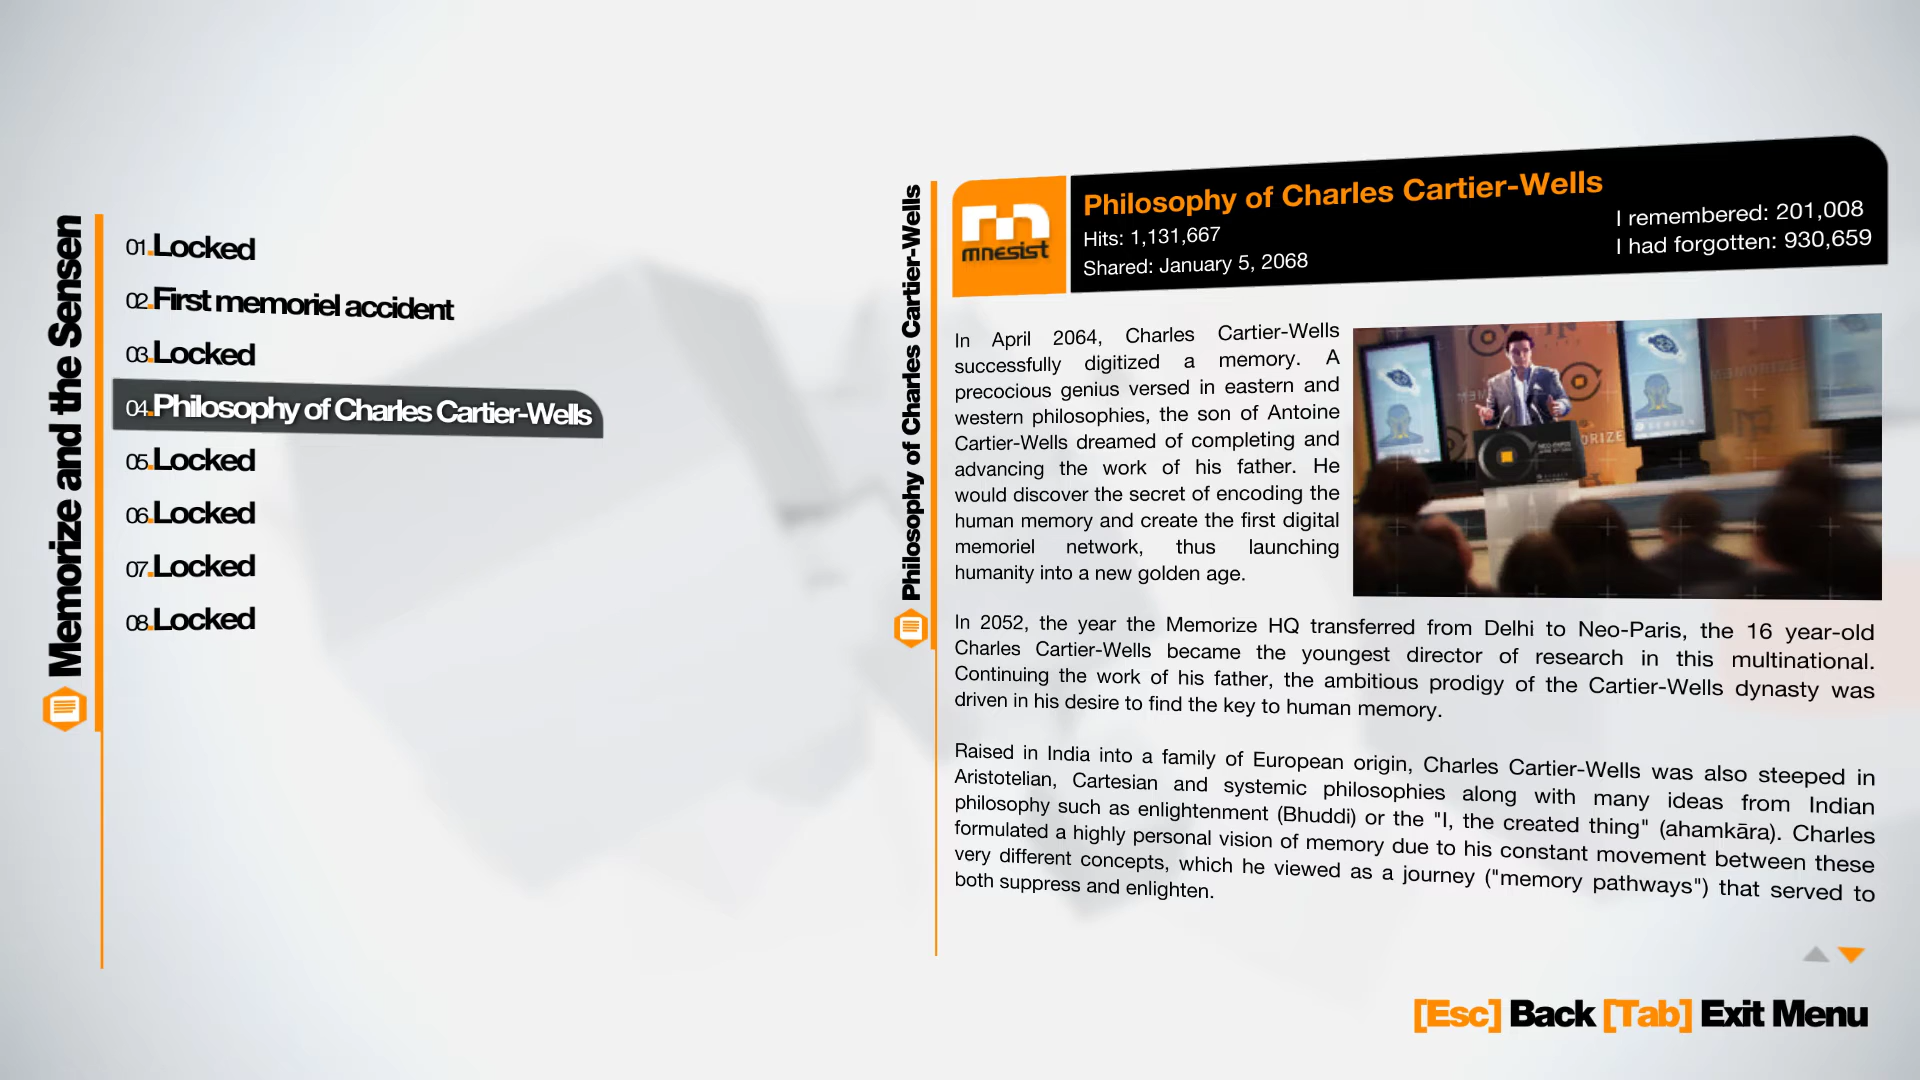 Memorize and the Sensen
01.Locked
02.First memoriel accident
03.Locked
04.Philosophy of Charles Cartier-Wells
05.Locked
06.Locked
07.Locked
08.Locked
Philosophy of Charles Cartier-Wells
mnesist
Philosophy of Charles Cartier-Wells
Hits: 1,131,667
Shared: January 5, 2068
I remembered: 201,008
I had forgotten: 930,659
In April 2064, Charles Cartier-Wells
successfully digitized a memory. A
precocious genius versed in eastern and
western philosophies, the son of Antoine
Cartier-Wells dreamed of completing and
advancing the work of his father. He
would discover the secret of encoding the
human memory and create the first digital
memoriel network, thus launching
humanity into a new golden age.
NEO-PARIS
In 2052, the year the Memorize HQ transferred from Delhi to Neo-Paris, the 16 year-old
Charles Cartier-Wells became the youngest director of research in this multinational.
Continuing the work of his father, the ambitious prodigy of the Cartier-Wells dynasty was
driven in his desire to find the key to human memory.
Raised in India into a family of European origin, Charles Cartier-Wells was also steeped in
Aristotelian, Cartesian and systemic philosophies along with many ideas from Indian
philosophy such as enlightenment (Bhuddi) or the "I, the created thing" (ahamkāra). Charles
formulated a highly personal vision of memory due to his constant movement between these
very different concepts, which he viewed as a journey ("memory pathways") that served to
both suppress and enlighten.
[Esc] Back [Tab] Exit Menu